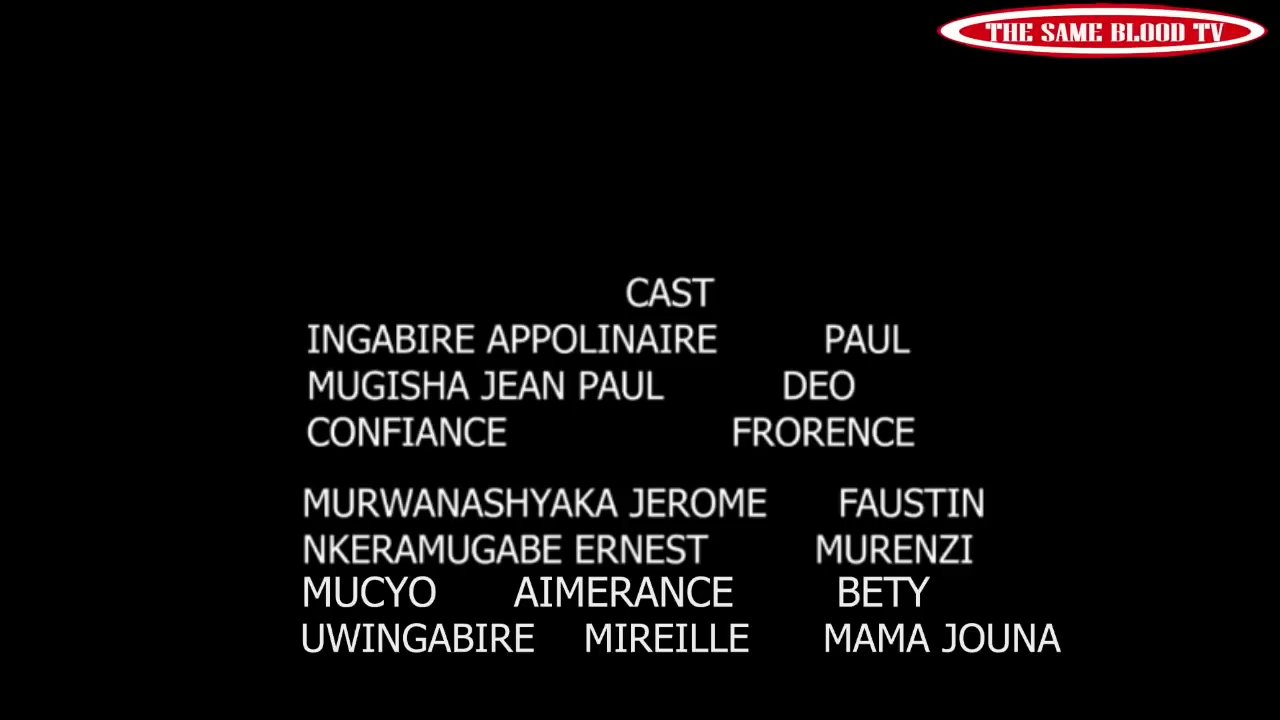 THE SAME BLOOD TV
CAST
INGABIRE APPOLINAIRE PAUL
MUGISHA JEAN PAUL DEO
CONFIANCE FRORENCE
MURWANASHYAKA JEROME FAUSTIN
NKERAMUGABE ERNEST MURENZI
MUCYO AIMERANCE BETY
UWINGABIRE MIREILLE MAMA JOUNA